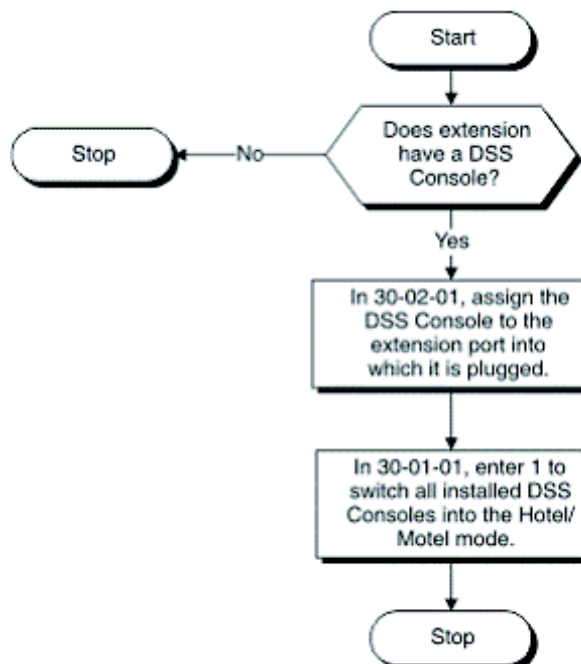 Start
Does extension
have a DSS
Console?
No
Stop
Yes
In 30-02-01, assign the
DSS Console to the
extension port into
which it is plugged.
In 30-01-01, enter 1 to
switch all installed DSS
Consoles into the Hotel/
Motel mode.
Stop